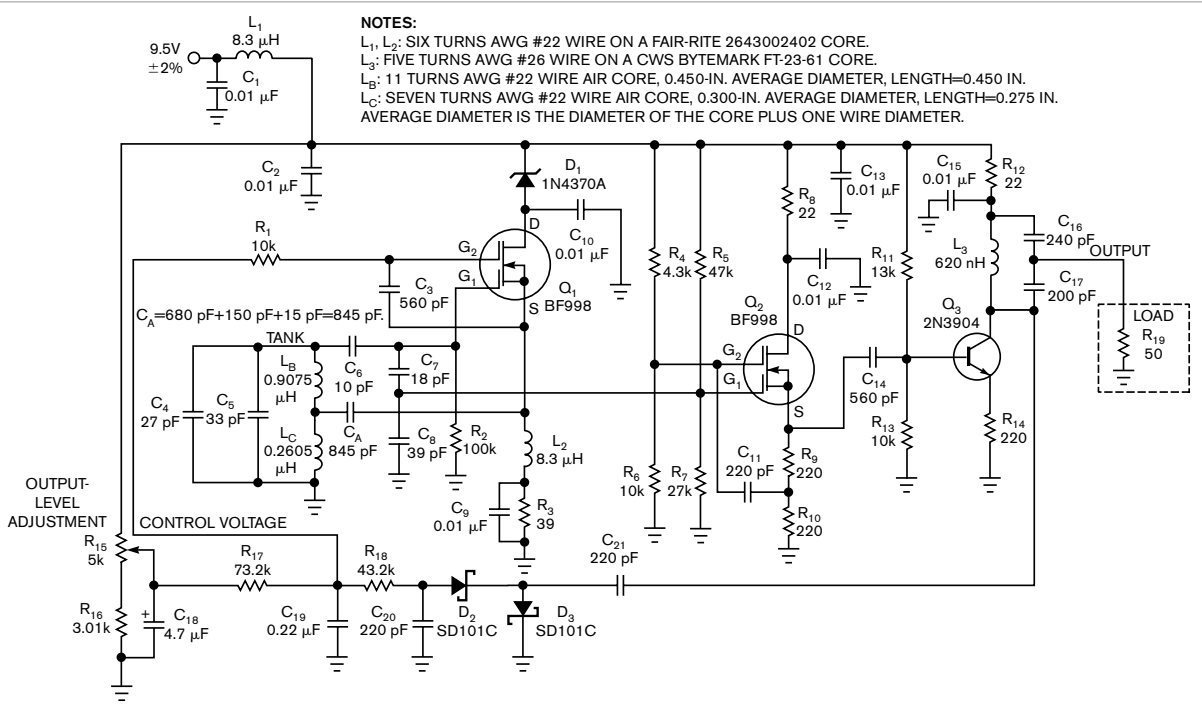 NOTES:
L1, L2: SIX TURNS AWG #22 WIRE ON A FAIR-RITE 2643002402 CORE.
L3: FIVE TURNS AWG #26 WIRE ON A CWS BYTEMARK FT-23-61 CORE.
LB: 11 TURNS AWG #22 WIRE AIR CORE, 0.450-IN. AVERAGE DIAMETER, LENGTH=0.450 IN.
LC: SEVEN TURNS AWG #22 WIRE AIR CORE, 0.300-IN. AVERAGE DIAMETER, LENGTH=0.275 IN.
AVERAGE DIAMETER IS THE DIAMETER OF THE CORE PLUS ONE WIRE DIAMETER.
9.5V
±2%
L1
8.3 µH
C1
0.01 µF
C2
0.01 µF
D1
1N4370A
C10
0.01 µF
R1
10k
C3
560 pF
D
G2
G1
S
Q1
BF998
CA=680 pF+150 pF+15 pF=845 pF.
TANK
C4
27 pF
C5
33 pF
LB
0.9075
µH
LC
0.2605
µH
C6
10 pF
CA
845 pF
C7
18 pF
C8
39 pF
R2
100k
L2
8.3 µH
C9
0.01 µF
R3
39
R4
4.3k
R5
47k
R6
10k
R7
27k
R8
22
C12
0.01 µF
C13
0.01 µF
Q2
BF998
D
G2
G1
S
C11
220 pF
R9
220
R10
220
C14
560 pF
R11
13k
R13
10k
C15
0.01 µF
R12
22
L3
620 nH
C16
240 pF
OUTPUT
C17
200 pF
Q3
2N3904
R14
220
LOAD
R19
50
OUTPUT-
LEVEL
ADJUSTMENT
R15
5k
CONTROL VOLTAGE
R16
3.01k
+
C18
4.7 µF
R17
73.2k
C19
0.22 µF
R18
43.2k
C20
220 pF
D2
SD101C
D3
SD101C
C21
220 pF